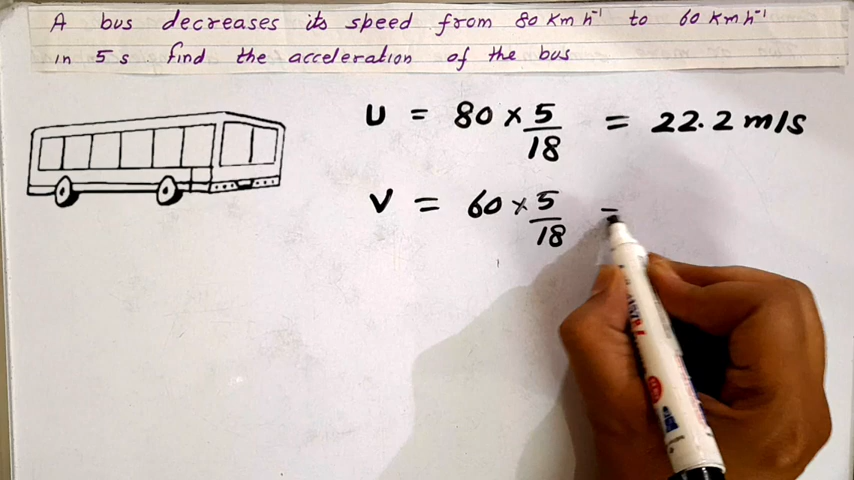 A bus decreases its speed from 80 Km h⁻¹ to 60 Km h⁻¹
in 5 s find the acceleration of the bus
U = 80 × 5/18 = 22.2 m/s
V = 60 × 5/18 =